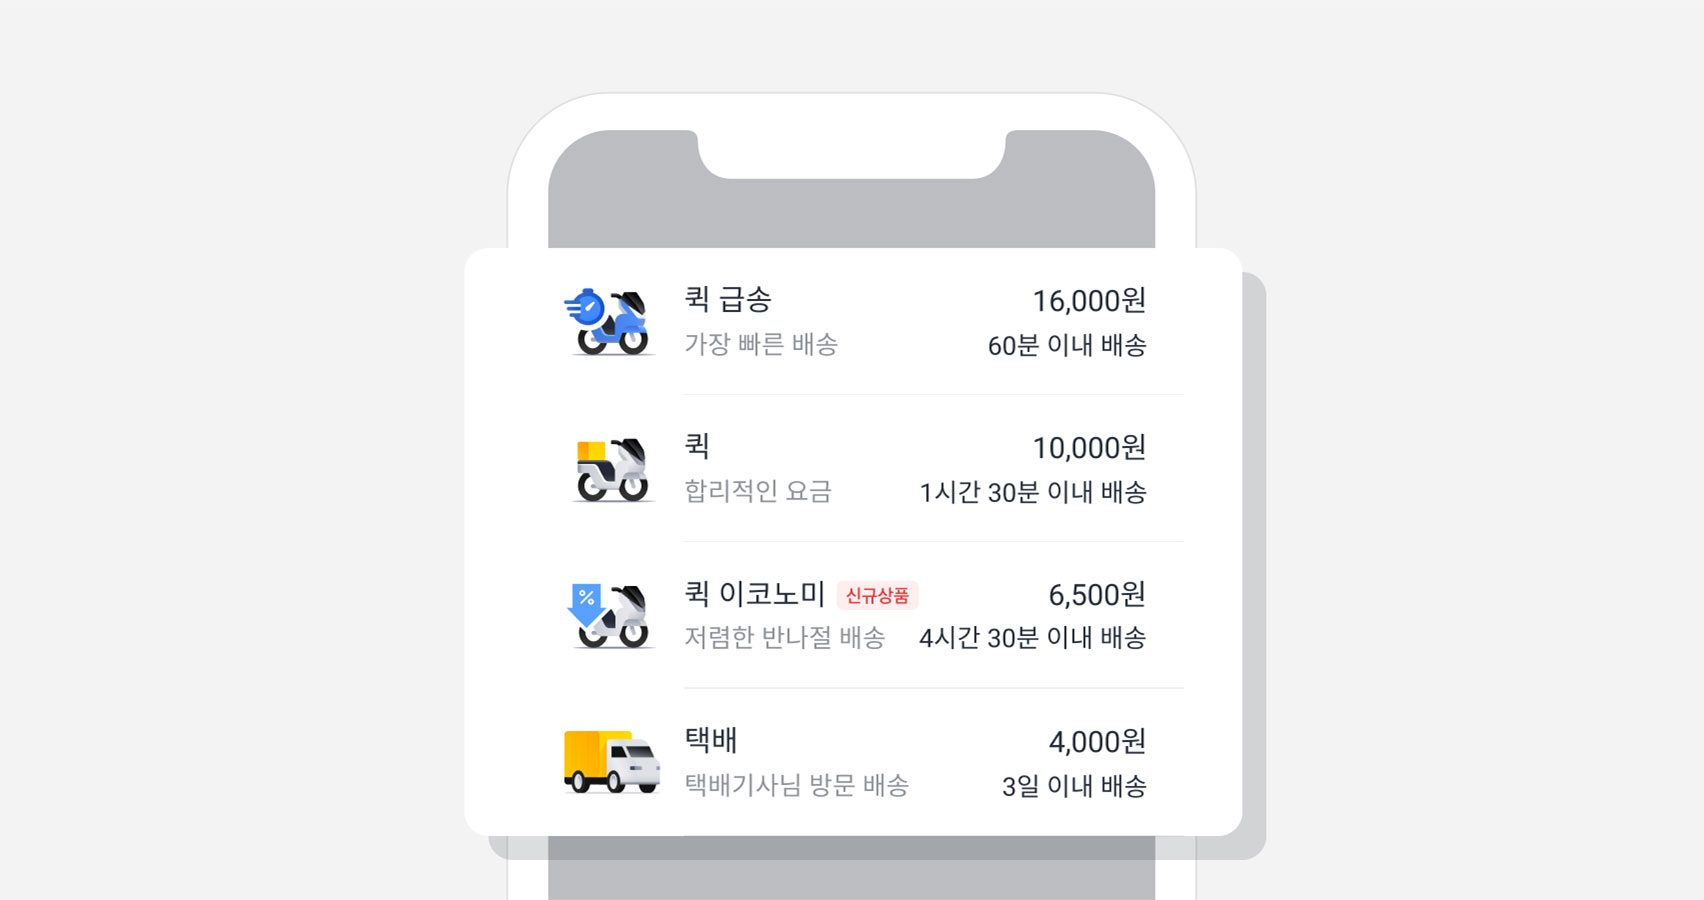 퀵 급송 16,000원
가장 빠른 배송 60분 이내 배송
퀵 10,000원
합리적인 요금 1시간 30분 이내 배송
% 퀵 이코노미 신규상품 6,500원
저렴한 반나절 배송 4시간 30분 이내 배송
택배 4,000원
택배기사님 방문 배송 3일 이내 배송